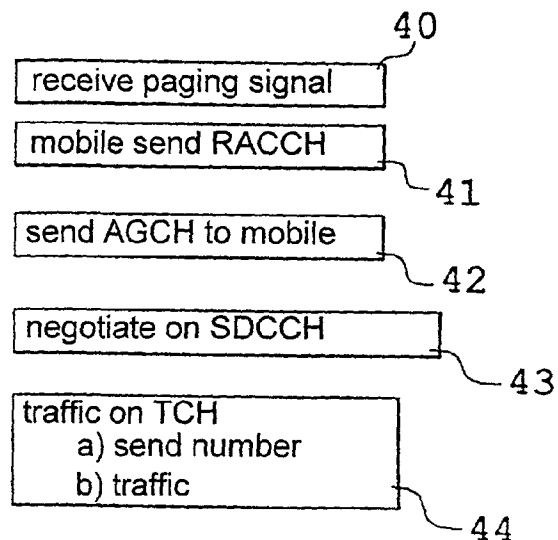 40
receive paging signal
mobile send RACCH
41
send AGCH to mobile
42
negotiate on SDCCH
43
traffic on TCH
a) send number
b) traffic
44